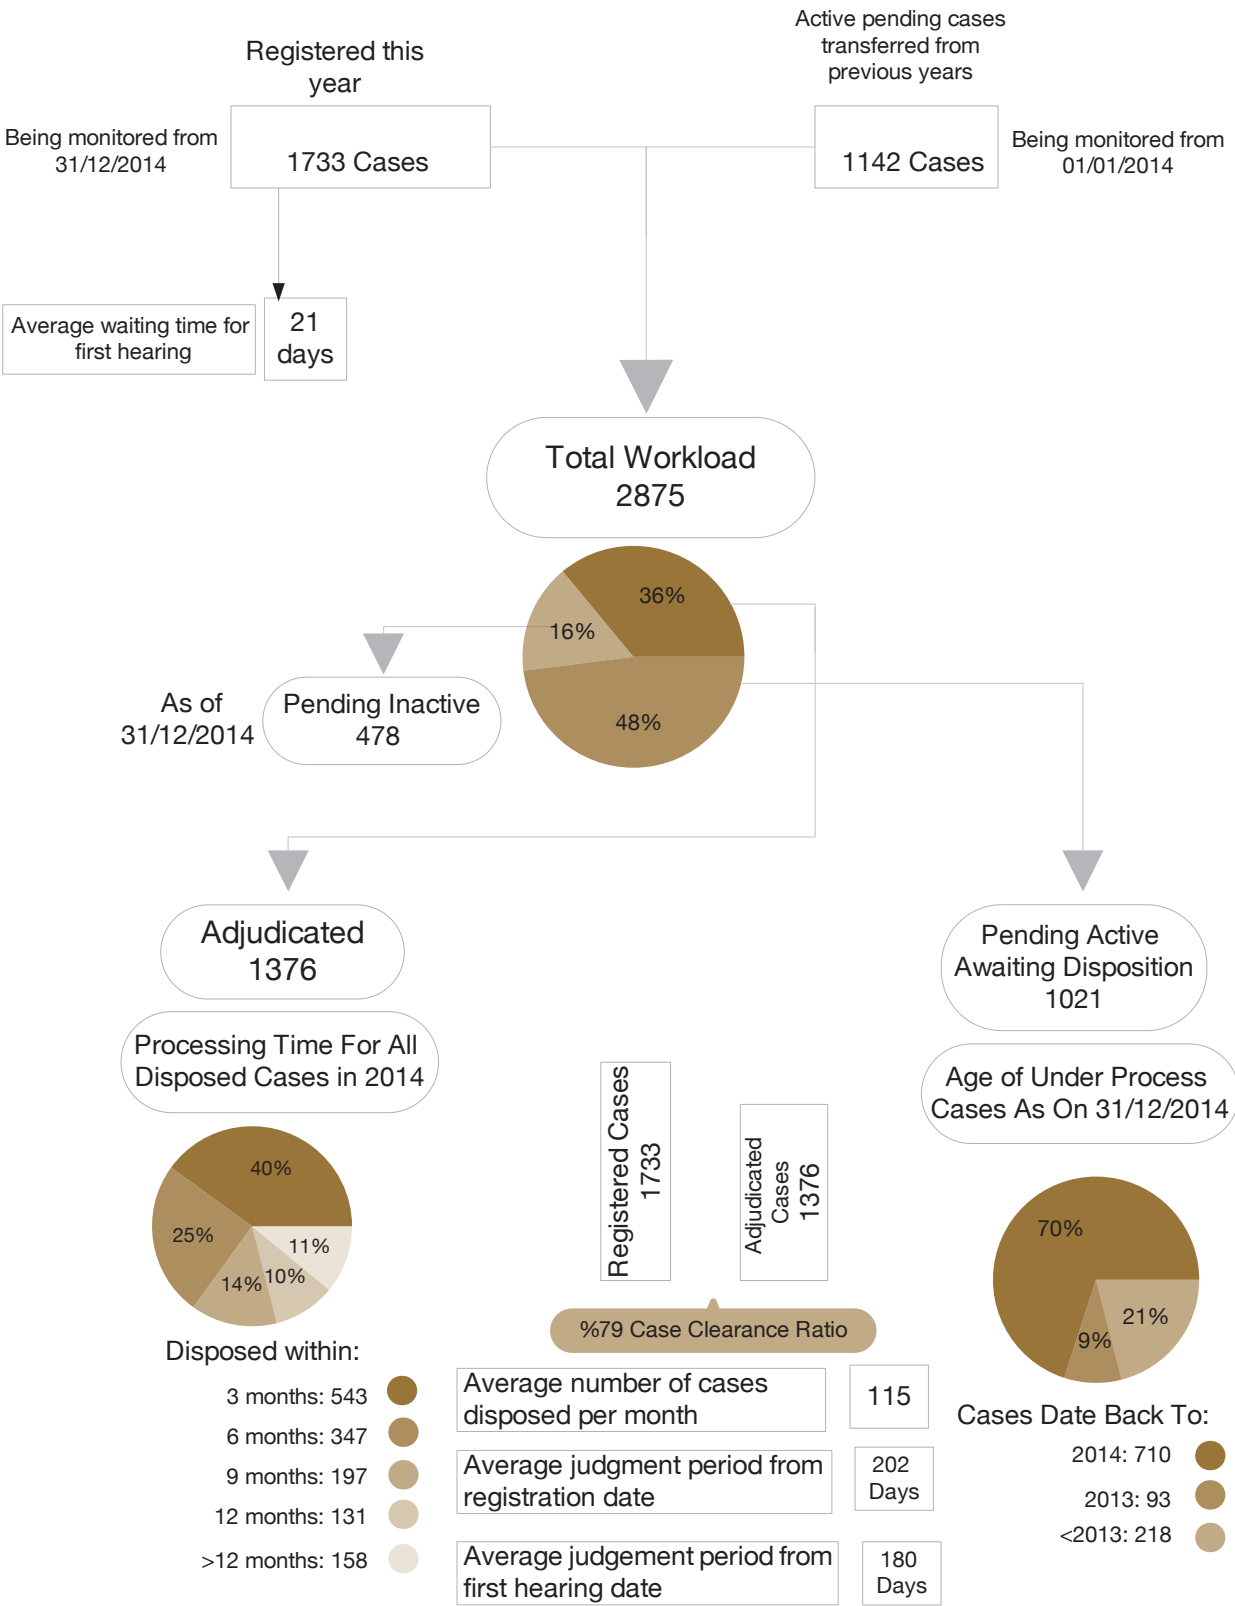 Registered this
year
Active pending cases
transferred from
previous years
Being monitored from
31/12/2014
1733 Cases
1142 Cases
Being monitored from
01/01/2014
Average waiting time for
first hearing
21
days
Total Workload
2875
36%
16%
48%
As of
31/12/2014
Pending Inactive
478
Adjudicated
1376
Pending Active
Awaiting Disposition
1021
Processing Time For All
Disposed Cases in 2014
Age of Under Process
Cases As On 31/12/2014
40%
25%
14%
10%
11%
Disposed within:
3 months: 543
6 months: 347
9 months: 197
12 months: 131
>12 months: 158
Registered Cases
1733
Adjudicated
Cases
1376
%79 Case Clearance Ratio
Average number of cases
disposed per month
115
Average judgment period from
registration date
202
Days
Average judgement period from
first hearing date
180
Days
70%
9%
21%
Cases Date Back To:
2014: 710
2013: 93
<2013: 218